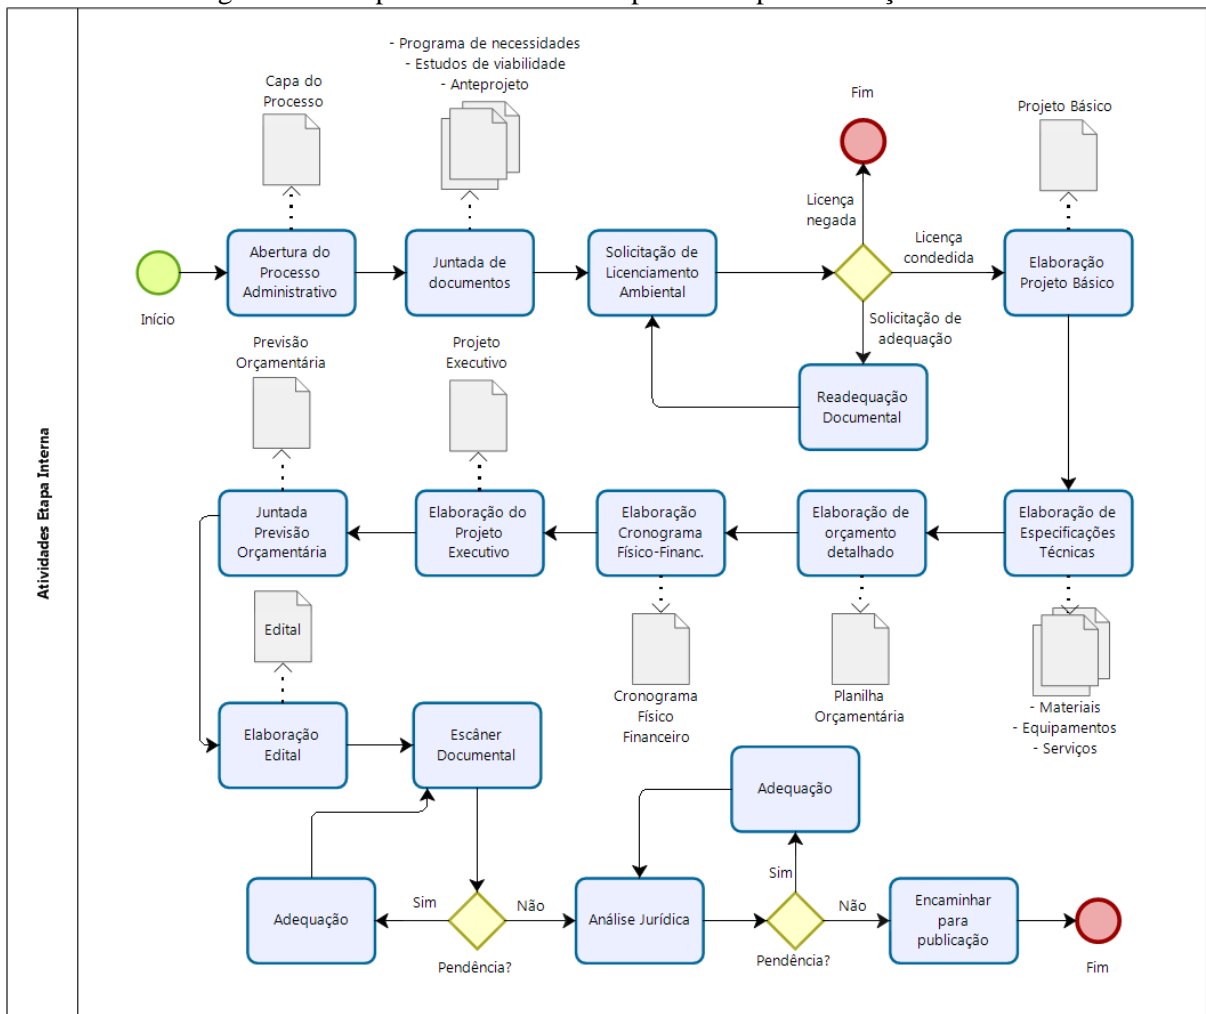 Atividades Etapa Interna
- Programa de necessidades
- Estudos de viabilidade
- Anteprojeto
Capa do
Processo
Fim
Projeto Básico
Licença
negada
Licença
condedida
Início
Abertura do
Processo
Administrativo
Juntada de
documentos
Solicitação de
Licenciamento
Ambiental
Elaboração
Projeto Básico
Solicitação de
adequação
Readequação
Documental
Previsão
Orçamentária
Projeto
Executivo
Juntada
Previsão
Orçamentária
Elaboração do
Projeto
Executivo
Elaboração
Cronograma
Físico-Financ.
Elaboração de
orçamento
detalhado
Elaboração de
Especificações
Técnicas
Edital
Cronograma
Físico
Financeiro
Planilha
Orçamentária
- Materiais
- Equipamentos
- Serviços
Elaboração
Edital
Escâner
Documental
Adequação
Sim
Adequação
Sim
Pendência?
Não
Análise Jurídica
Pendência?
Não
Encaminhar
para
publicação
Fim